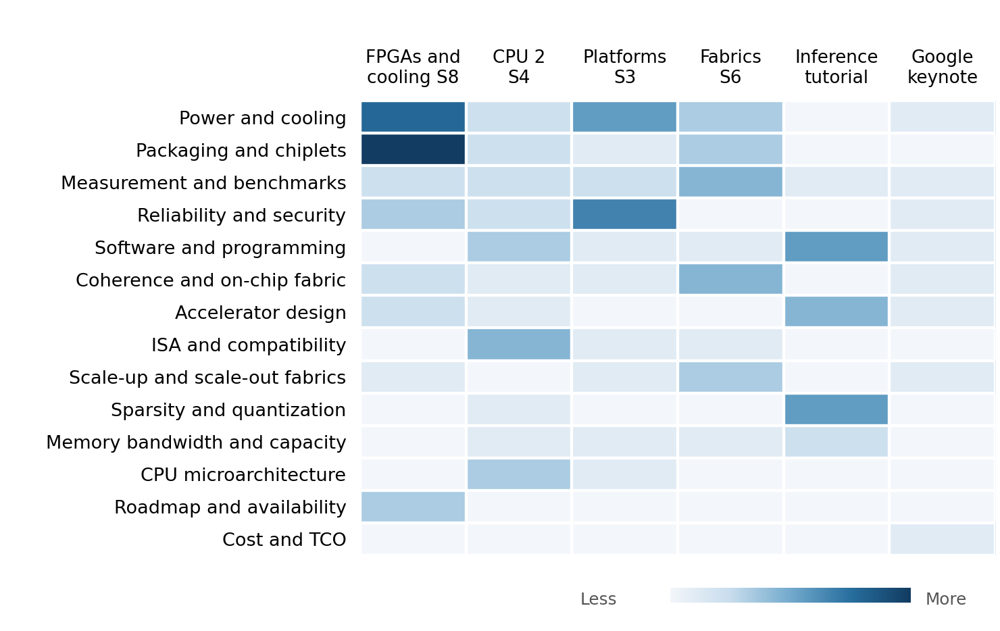 FPGAs and
cooling S8
CPU 2
S4
Platforms
S3
Fabrics
S6
Inference
tutorial
Google
keynote
Power and cooling
Packaging and chiplets
Measurement and benchmarks
Reliability and security
Software and programming
Coherence and on-chip fabric
Accelerator design
ISA and compatibility
Scale-up and scale-out fabrics
Sparsity and quantization
Memory bandwidth and capacity
CPU microarchitecture
Roadmap and availability
Cost and TCO
Less
More